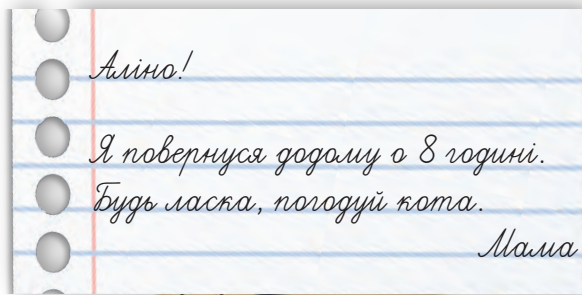 Аліно!
Я повернуся додому о 8 годині.
Будь ласка, погодуй кота.
Мама